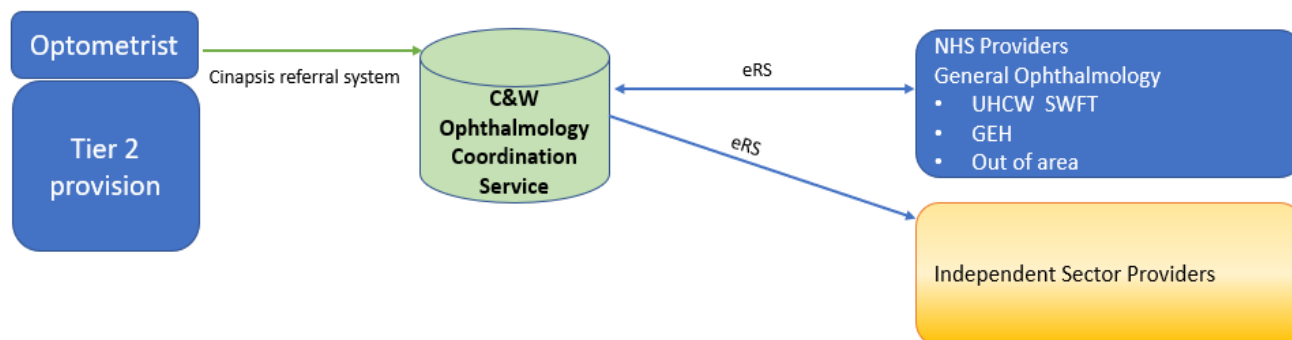 Optometrist
Tier 2
provision
Cinapsis referral system
C&W
Ophthalmology
Coordination
Service
eRS
eRS
NHS Providers
General Ophthalmology
• UHCW SWFT
• GEH
• Out of area
Independent Sector Providers